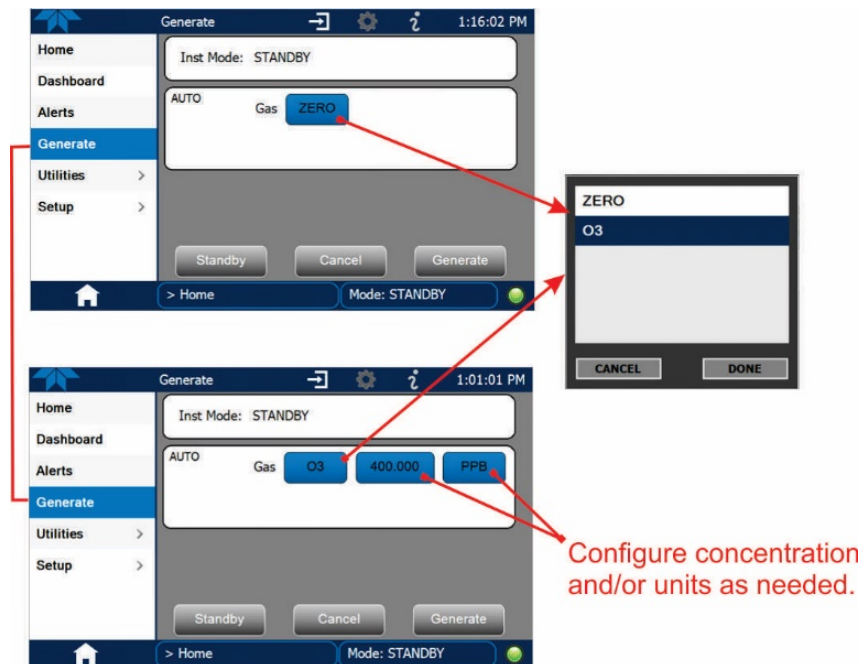 Generate 1:16:02 PM
Home
Dashboard
Alerts
Generate
Utilities >
Setup >
Inst Mode: STANDBY
AUTO
Gas ZERO
Standby Cancel Generate
> Home Mode: STANDBY
ZERO
O3
CANCEL DONE
Generate 1:01:01 PM
Home
Dashboard
Alerts
Generate
Utilities >
Setup >
Inst Mode: STANDBY
AUTO
Gas O3 400.000 PPB
Standby Cancel Generate
> Home Mode: STANDBY
Configure concentration
and/or units as needed.